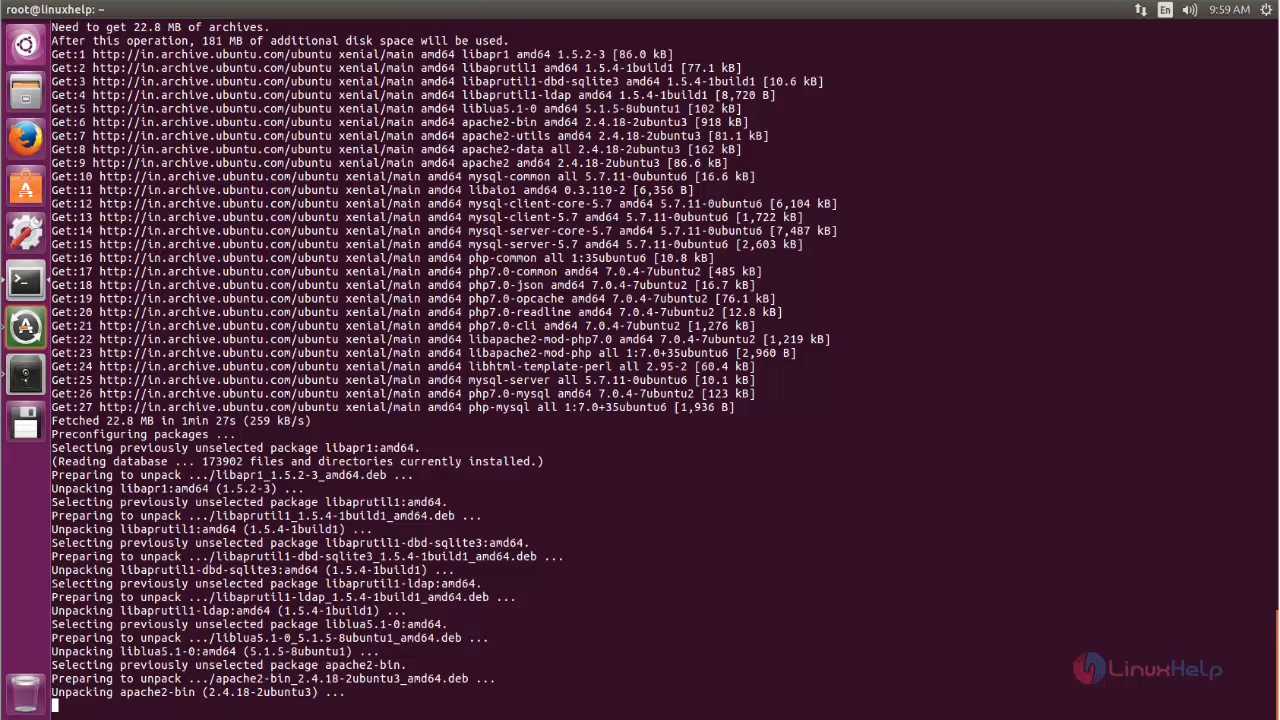 root@linuxhelp: ~
En
9:59 AM
Need to get 22.8 MB of archives.
After this operation, 181 MB of additional disk space will be used.
Get:1 http://in.archive.ubuntu.com/ubuntu xenial/main amd64 libapr1 amd64 1.5.2-3 [86.0 kB]
Get:2 http://in.archive.ubuntu.com/ubuntu xenial/main amd64 libaprutil1 amd64 1.5.4-1build1 [77.1 kB]
Get:3 http://in.archive.ubuntu.com/ubuntu xenial/main amd64 libaprutil1-dbd-sqlite3 amd64 1.5.4-1build1 [10.6 kB]
Get:4 http://in.archive.ubuntu.com/ubuntu xenial/main amd64 libaprutil1-ldap amd64 1.5.4-1build1 [8,720 B]
Get:5 http://in.archive.ubuntu.com/ubuntu xenial/main amd64 liblua5.1-0 amd64 5.1.5-8ubuntu1 [102 kB]
Get:6 http://in.archive.ubuntu.com/ubuntu xenial/main amd64 apache2-bin amd64 2.4.18-2ubuntu3 [918 kB]
Get:7 http://in.archive.ubuntu.com/ubuntu xenial/main amd64 apache2-utils amd64 2.4.18-2ubuntu3 [81.1 kB]
Get:8 http://in.archive.ubuntu.com/ubuntu xenial/main amd64 apache2-data all 2.4.18-2ubuntu3 [162 kB]
Get:9 http://in.archive.ubuntu.com/ubuntu xenial/main amd64 apache2 amd64 2.4.18-2ubuntu3 [86.6 kB]
Get:10 http://in.archive.ubuntu.com/ubuntu xenial/main amd64 mysql-common all 5.7.11-0ubuntu6 [16.6 kB]
Get:11 http://in.archive.ubuntu.com/ubuntu xenial/main amd64 libaio1 amd64 0.3.110-2 [6,356 B]
Get:12 http://in.archive.ubuntu.com/ubuntu xenial/main amd64 mysql-client-core-5.7 amd64 5.7.11-0ubuntu6 [6,104 kB]
Get:13 http://in.archive.ubuntu.com/ubuntu xenial/main amd64 mysql-client-5.7 amd64 5.7.11-0ubuntu6 [1,722 kB]
Get:14 http://in.archive.ubuntu.com/ubuntu xenial/main amd64 mysql-server-core-5.7 amd64 5.7.11-0ubuntu6 [7,487 kB]
Get:15 http://in.archive.ubuntu.com/ubuntu xenial/main amd64 mysql-server-5.7 amd64 5.7.11-0ubuntu6 [2,603 kB]
Get:16 http://in.archive.ubuntu.com/ubuntu xenial/main amd64 php-common all 1:35ubuntu6 [10.8 kB]
Get:17 http://in.archive.ubuntu.com/ubuntu xenial/main amd64 php7.0-common amd64 7.0.4-7ubuntu2 [485 kB]
Get:18 http://in.archive.ubuntu.com/ubuntu xenial/main amd64 php7.0-json amd64 7.0.4-7ubuntu2 [16.7 kB]
Get:19 http://in.archive.ubuntu.com/ubuntu xenial/main amd64 php7.0-opcache amd64 7.0.4-7ubuntu2 [76.1 kB]
Get:20 http://in.archive.ubuntu.com/ubuntu xenial/main amd64 php7.0-readline amd64 7.0.4-7ubuntu2 [12.8 kB]
Get:21 http://in.archive.ubuntu.com/ubuntu xenial/main amd64 php7.0-cli amd64 7.0.4-7ubuntu2 [1,276 kB]
Get:22 http://in.archive.ubuntu.com/ubuntu xenial/main amd64 libapache2-mod-php7.0 amd64 7.0.4-7ubuntu2 [1,219 kB]
Get:23 http://in.archive.ubuntu.com/ubuntu xenial/main amd64 libapache2-mod-php all 1:7.0+35ubuntu6 [2,960 B]
Get:24 http://in.archive.ubuntu.com/ubuntu xenial/main amd64 libhtml-template-perl all 2.95-2 [60.4 kB]
Get:25 http://in.archive.ubuntu.com/ubuntu xenial/main amd64 mysql-server all 5.7.11-0ubuntu6 [10.1 kB]
Get:26 http://in.archive.ubuntu.com/ubuntu xenial/main amd64 php7.0-mysql amd64 7.0.4-7ubuntu2 [123 kB]
Get:27 http://in.archive.ubuntu.com/ubuntu xenial/main amd64 php-mysql all 1:7.0+35ubuntu6 [1,936 B]
Fetched 22.8 MB in 1min 27s (259 kB/s)
Preconfiguring packages ...
Selecting previously unselected package libapr1:amd64.
(Reading database ... 173902 files and directories currently installed.)
Preparing to unpack .../libapr1_1.5.2-3_amd64.deb ...
Unpacking libapr1:amd64 (1.5.2-3) ...
Selecting previously unselected package libaprutil1:amd64.
Preparing to unpack .../libaprutil1_1.5.4-1build1_amd64.deb ...
Unpacking libaprutil1:amd64 (1.5.4-1build1) ...
Selecting previously unselected package libaprutil1-dbd-sqlite3:amd64.
Preparing to unpack .../libaprutil1-dbd-sqlite3_1.5.4-1build1_amd64.deb ...
Unpacking libaprutil1-dbd-sqlite3:amd64 (1.5.4-1build1) ...
Selecting previously unselected package libaprutil1-ldap:amd64.
Preparing to unpack .../libaprutil1-ldap_1.5.4-1build1_amd64.deb ...
Unpacking libaprutil1-ldap:amd64 (1.5.4-1build1) ...
Selecting previously unselected package liblua5.1-0:amd64.
Preparing to unpack .../liblua5.1-0_5.1.5-8ubuntu1_amd64.deb ...
Unpacking liblua5.1-0:amd64 (5.1.5-8ubuntu1) ...
Selecting previously unselected package apache2-bin.
Preparing to unpack .../apache2-bin_2.4.18-2ubuntu3_amd64.deb ...
Unpacking apache2-bin (2.4.18-2ubuntu3) ...
LinuxHelp